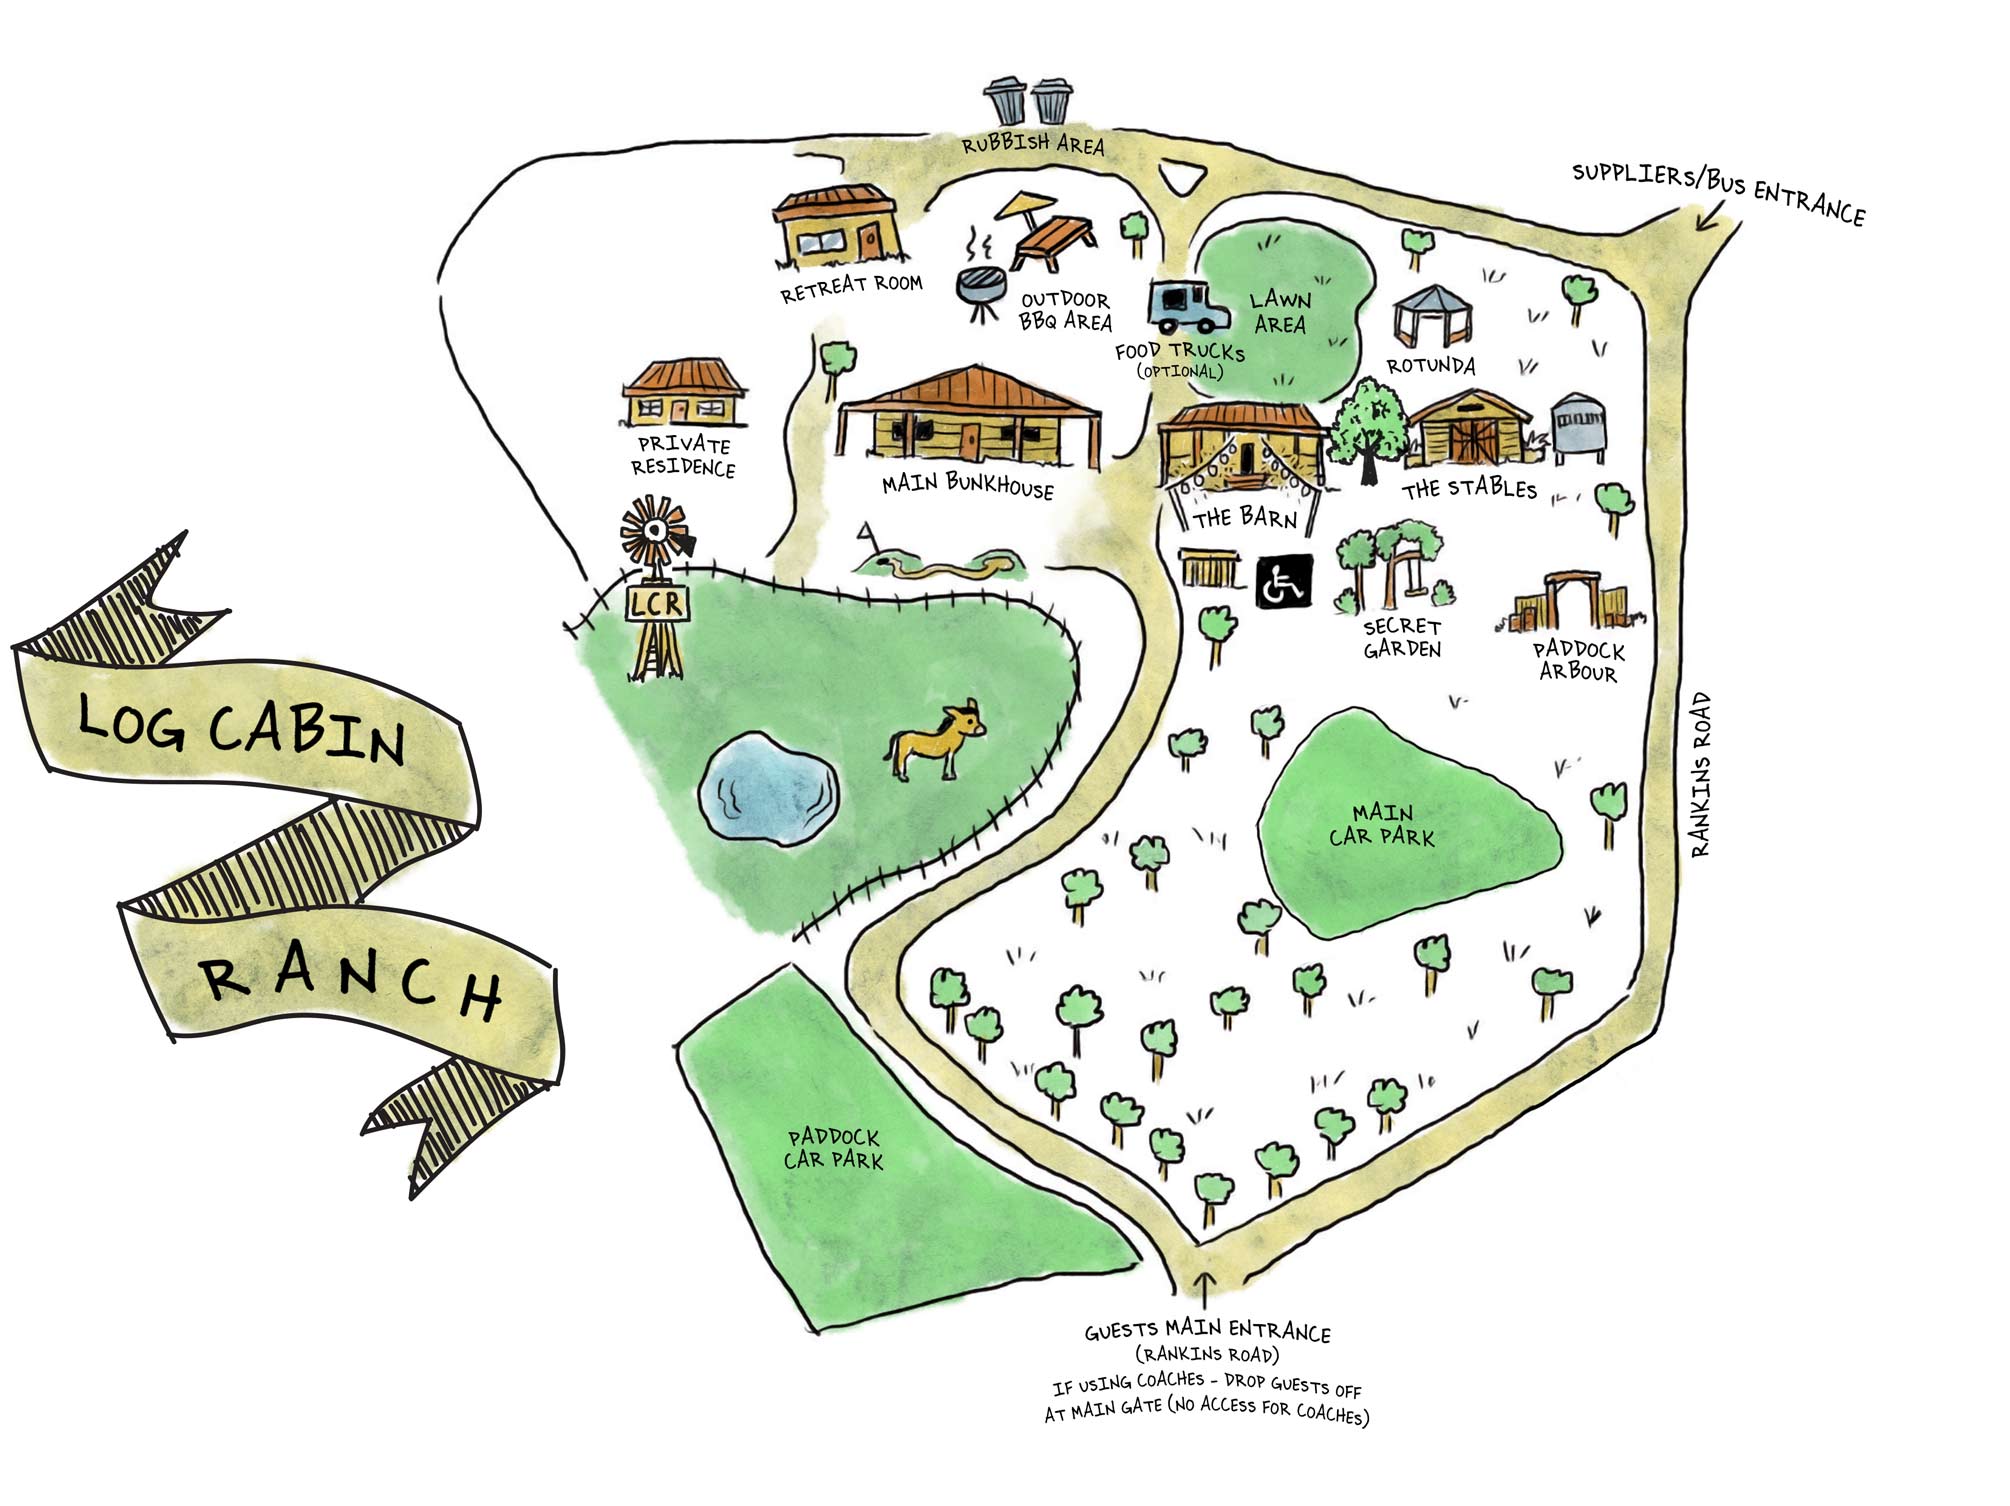 RUBBISH AREA
SUPPLIERS/BUS ENTRANCE
RETREAT ROOM
OUTDOOR
BBQ AREA
LAWN
AREA
FOOD TRUCKS
(OPTIONAL)
ROTUNDA
PRIVATE
RESIDENCE
MAIN BUNKHOUSE
THE BARN
THE STABLES
LCR
SECRET
GARDEN
PADDOCK
ARBOUR
LOG CABIN
RANCH
RANKINS ROAD
MAIN
CAR PARK
PADDOCK
CAR PARK
GUESTS MAIN ENTRANCE
(RANKINS ROAD)
IF USING COACHES - DROP GUESTS OFF
AT MAIN GATE (NO ACCESS FOR COACHES)